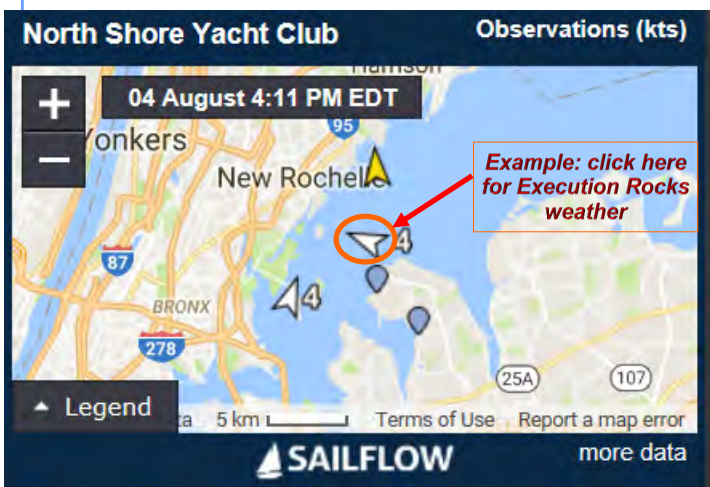 North Shore Yacht Club
Observations (kts)
04 August 4:11 PM EDT
+
–
Yonkers
95
New Rochelle
Example: click here
for Execution Rocks
weather
4
87
BRONX
4
278
25A
107
Legend
5 km
Terms of Use
Report a map error
SAILFLOW
more data